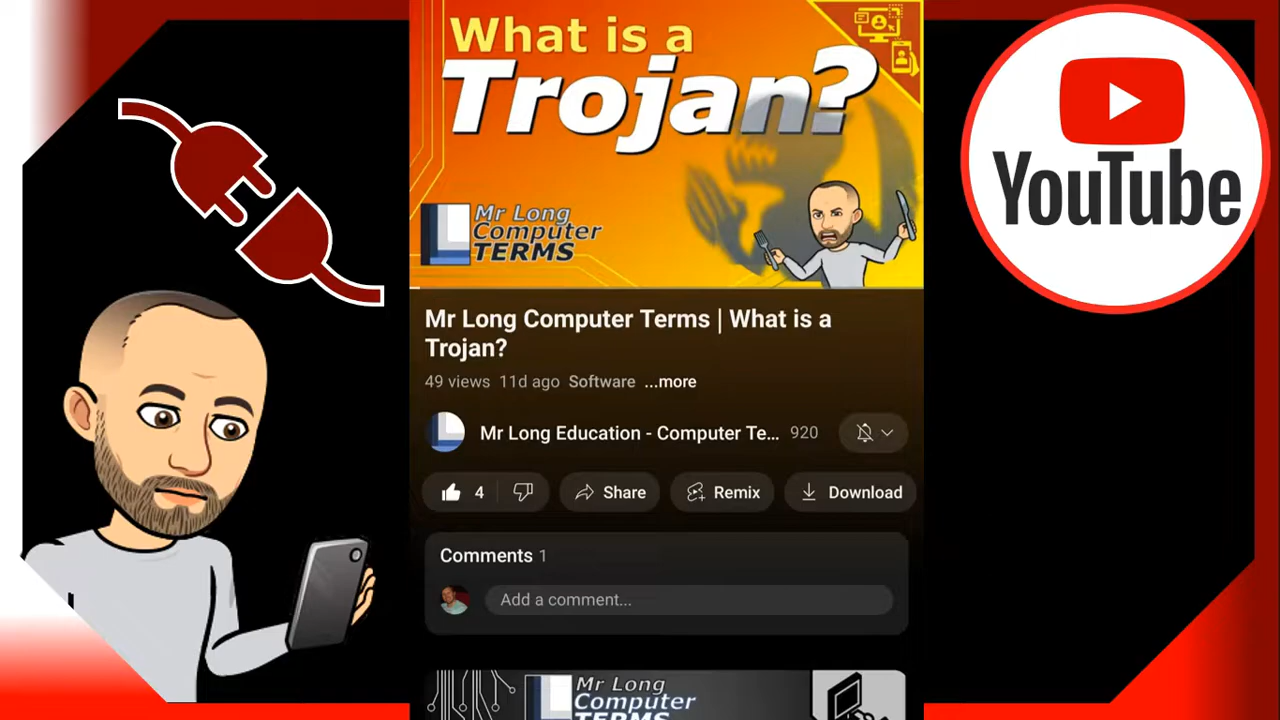 What is a
Trojan?
Mr Long
Computer
TERMS
YouTube
Mr Long Computer Terms | What is a
Trojan?
49 views 11d ago Software ...more
Mr Long Education - Computer Te... 920
4 Share Remix Download
Comments 1
Add a comment...
Mr Long
Computer
TERMS